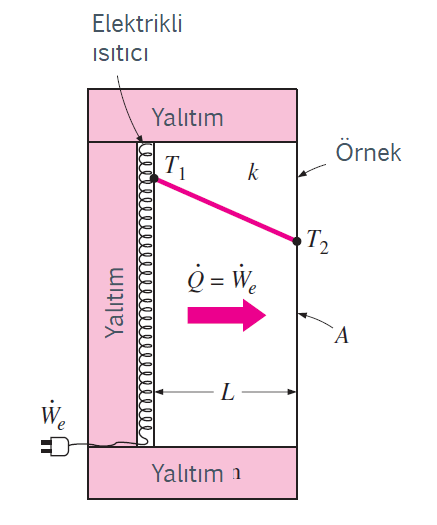 Elektrikli
ısıtıcı
Yalıtım
Örnek
T1
k
T2
Yalıtım
Q̇ = Ẇe
A
L
Ẇe
Yalıtım ı